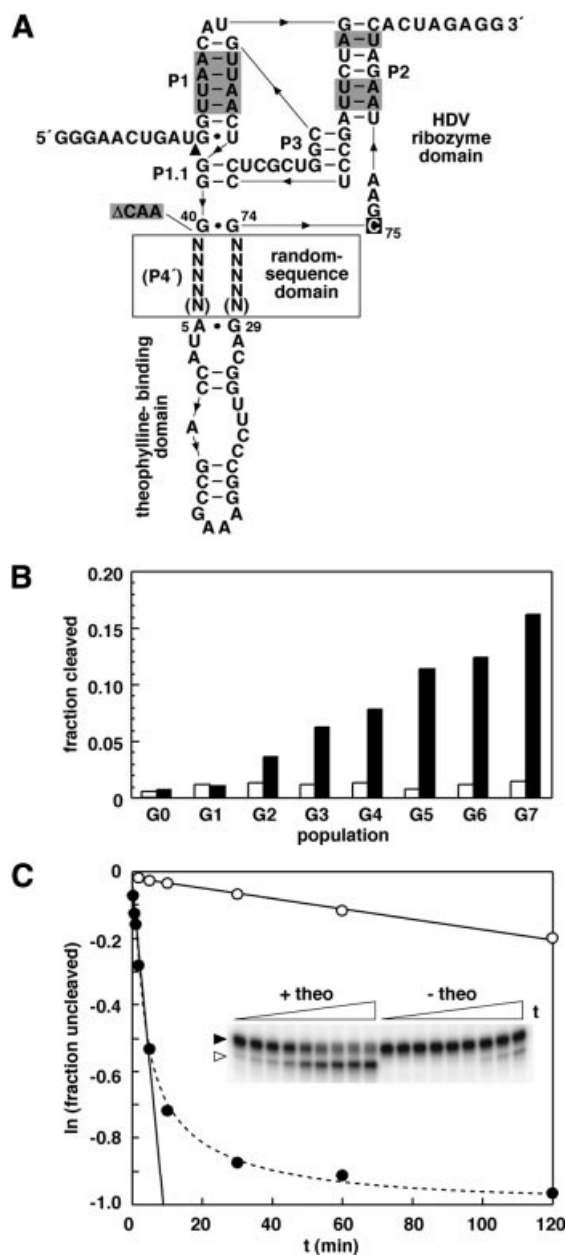 A
AU
G–CACUAGAGG 3´
C–G
A–U
A–U
U–A
U–A
G U
P1
A–U
U–A
C–G
U–A
U–A
A–U
P2
HDV
ribozyme
domain
5´ GGGAACUGAUG • U
P3
C
G–G
G–C
C
U
P1.1
G–CUCGCUG
G–C
A
A
G
C 75
ΔCAA
40 G • G 74
(P4´)
N N
N N
N N
N N
(N) (N)
random-
sequence
domain
5 A • G 29
U A
A C
C–G
C–G
U
U
A
C
C
G–C
C–G
C–G
G A
A A
theophylline- binding
domain
B
fraction cleaved
0.20
0.15
0.10
0.05
0
G0 G1 G2 G3 G4 G5 G6 G7
population
C
ln (fraction uncleaved)
0
-0.2
-0.4
-0.6
-0.8
-1.0
+ theo - theo
t
0 20 40 60 80 100 120
t (min)